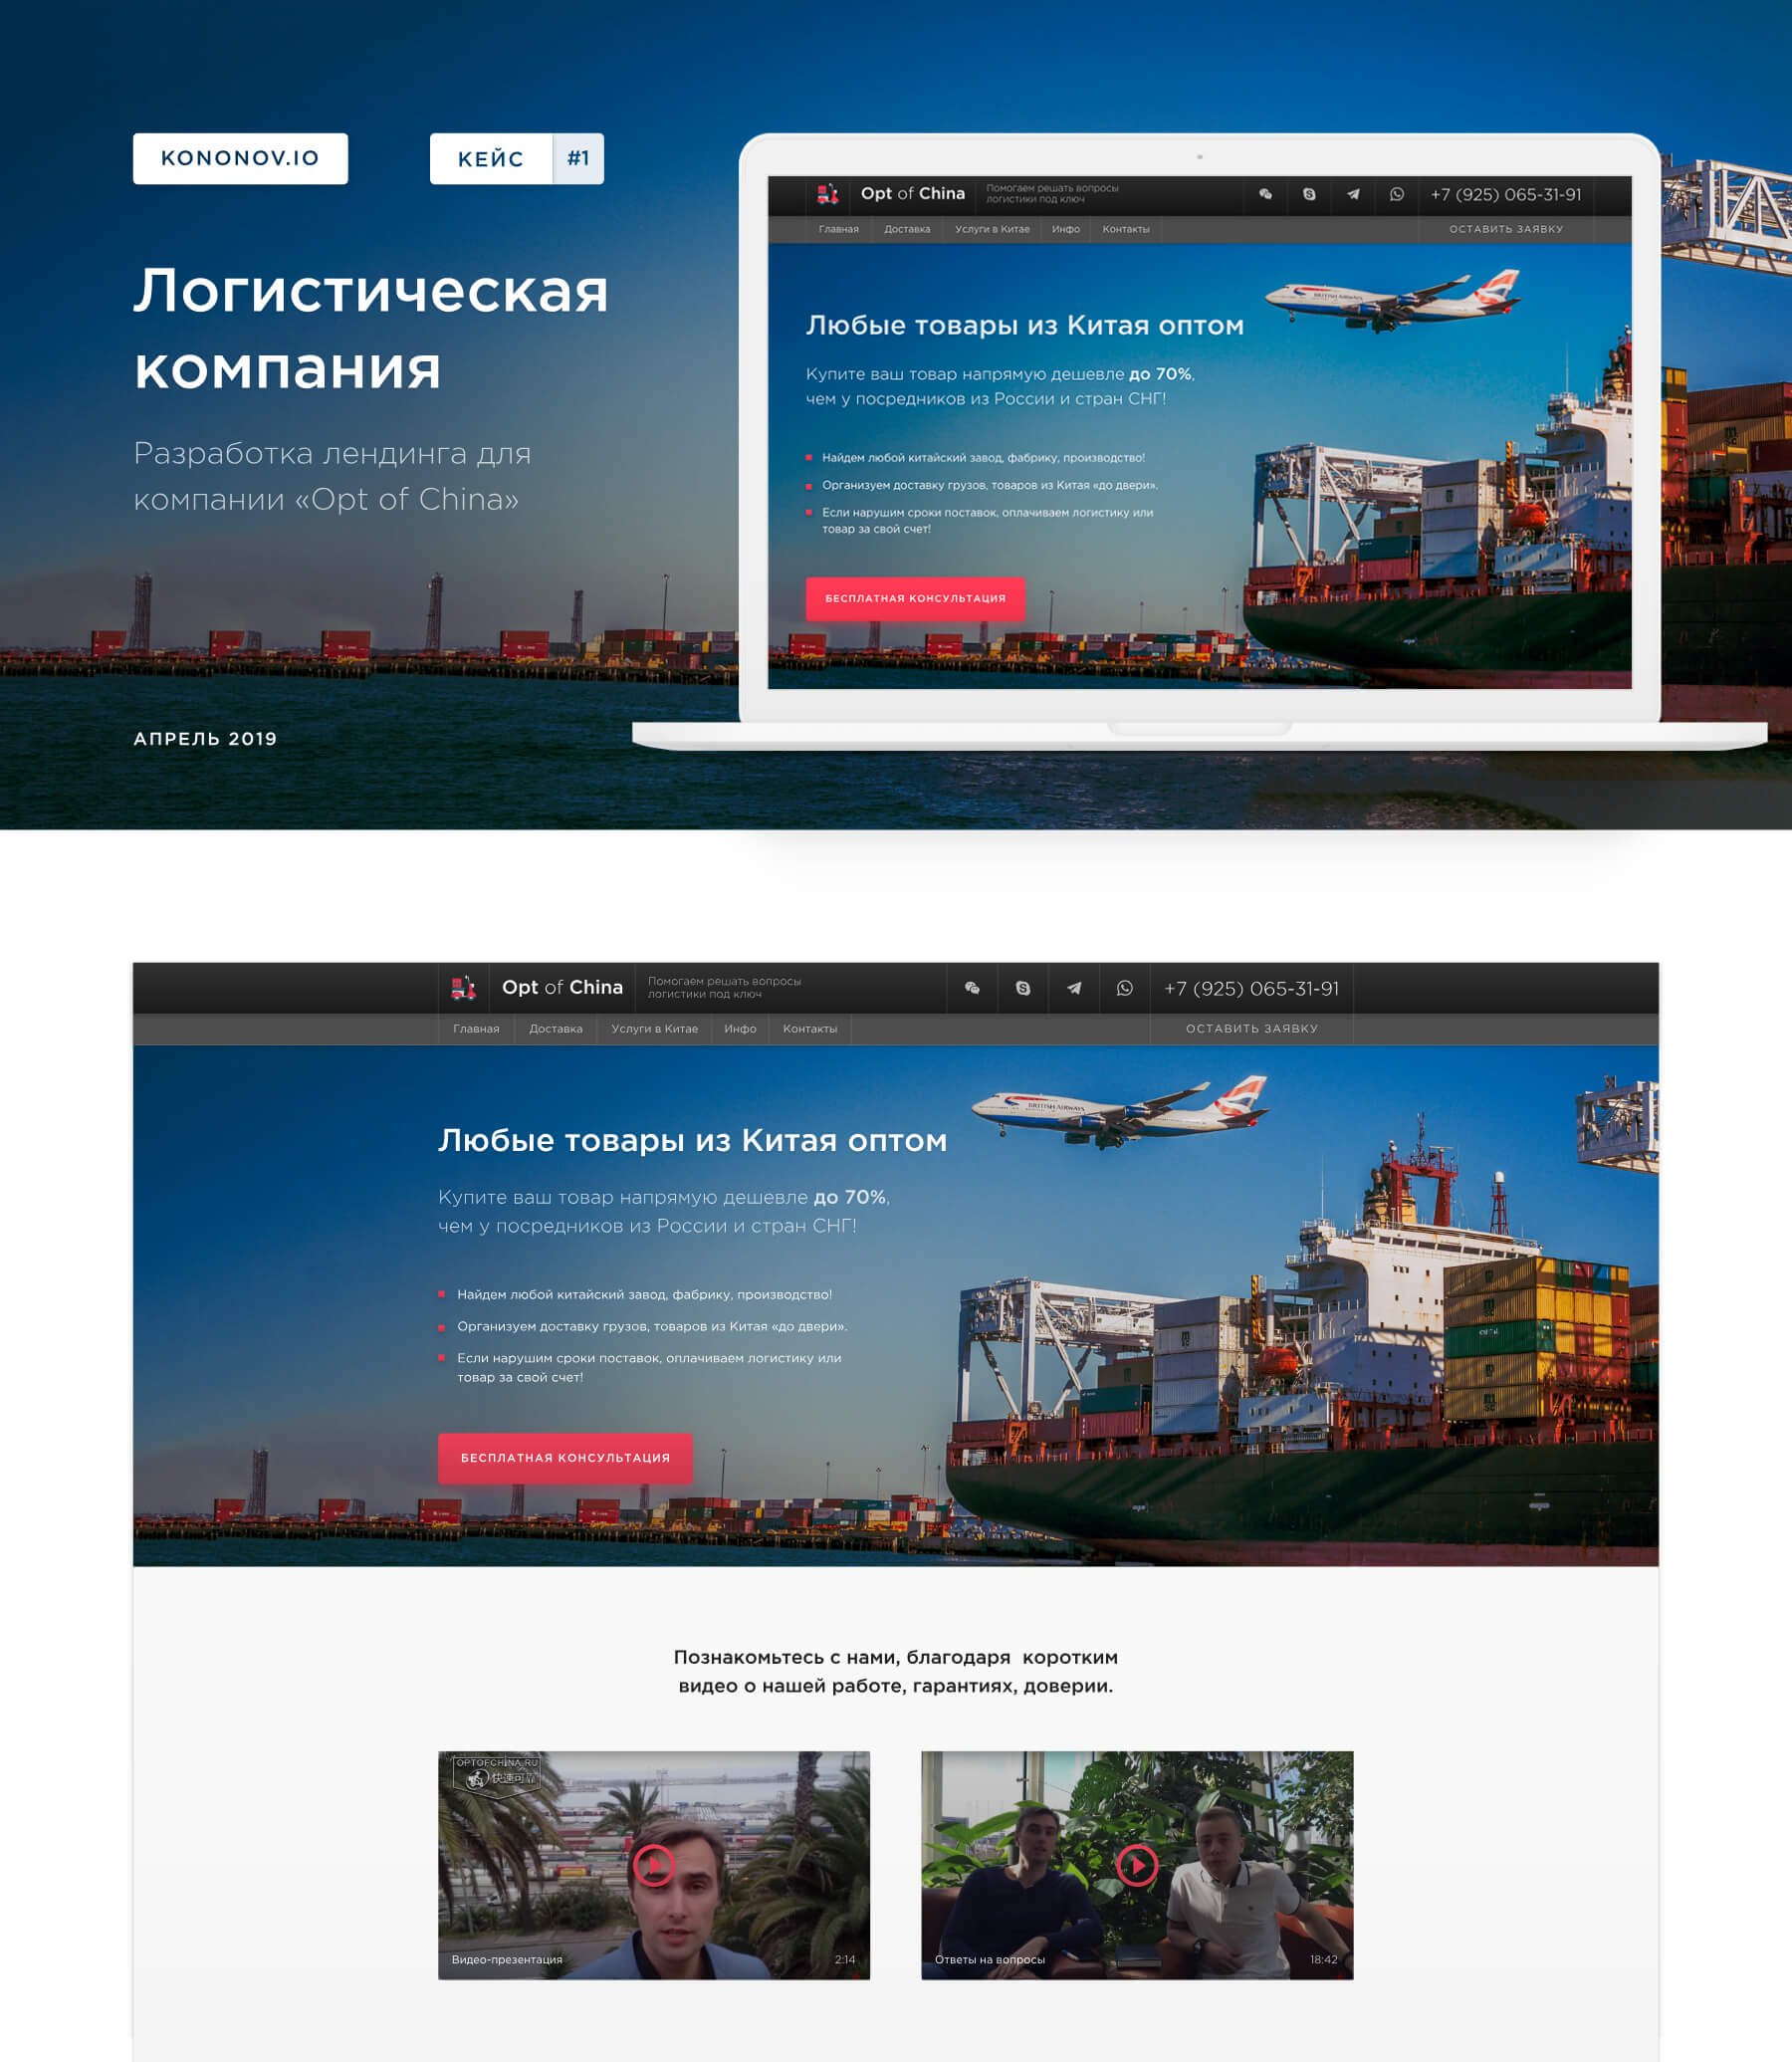 KONONOV.IO
КЕЙС #1
Логистическая
компания
Разработка лендинга для
компании «Opt of China»
АПРЕЛЬ 2019
Opt of China
Помогаем решать вопросы
логистики под ключ
+7 (925) 065-31-91
Главная Доставка Услуги в Китае Инфо Контакты
ОСТАВИТЬ ЗАЯВКУ
BRITISH AIRWAYS
Любые товары из Китая оптом
Купите ваш товар напрямую дешевле до 70%,
чем у посредников из России и стран СНГ!
Найдем любой китайский завод, фабрику, производство!
Организуем доставку грузов, товаров из Китая «до двери».
Если нарушим сроки поставок, оплачиваем логистику или
товар за свой счет!
БЕСПЛАТНАЯ КОНСУЛЬТАЦИЯ
Opt of China
Помогаем решать вопросы
логистики под ключ
+7 (925) 065-31-91
Главная Доставка Услуги в Китае Инфо Контакты
ОСТАВИТЬ ЗАЯВКУ
BRITISH AIRWAYS
Любые товары из Китая оптом
Купите ваш товар напрямую дешевле до 70%,
чем у посредников из России и стран СНГ!
Найдем любой китайский завод, фабрику, производство!
Организуем доставку грузов, товаров из Китая «до двери».
Если нарушим сроки поставок, оплачиваем логистику или
товар за свой счет!
БЕСПЛАТНАЯ КОНСУЛЬТАЦИЯ
Познакомьтесь с нами, благодаря коротким
видео о нашей работе, гарантиях, доверии.
OPTOFCHINA.RU
快速可靠
Видео-презентация 2:14
Ответы на вопросы 18:42